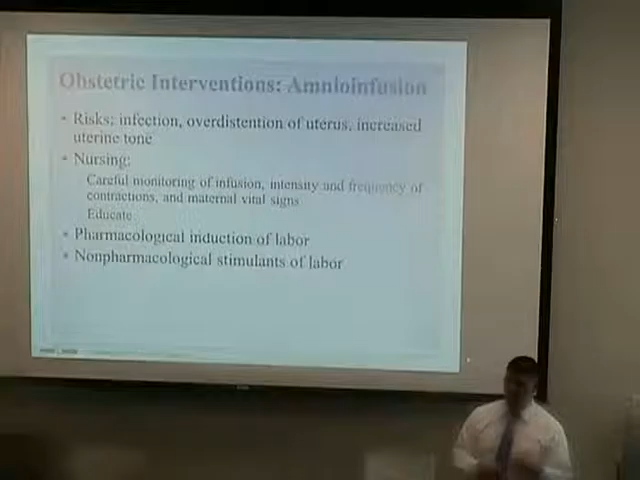 Obstetric Interventions: Amnioinfusion
• Risks: infection, overdistention of uterus, increased
uterine tone
• Nursing:
Careful monitoring of infusion, intensity and frequency of
contractions, and maternal vital signs
Educate
• Pharmacological induction of labor
• Nonpharmacological stimulants of labor